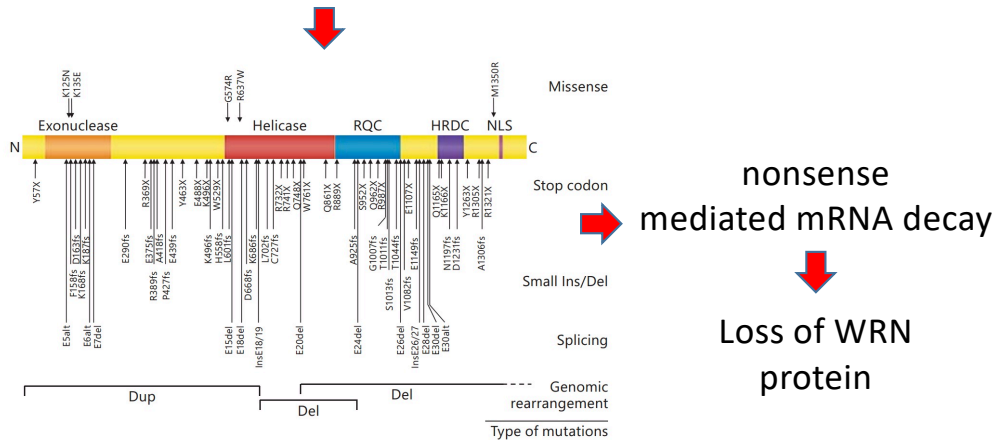 K125N
K135E
G574R
R637W
M1350R
Missense
Exonuclease
Helicase
RQC
HRDC
NLS
N
C
Y57X
R369X
Y463X
E488X
K496X
W529X
R732X
R741X
Q748X
W761X
Q861X
R889X
S952X
Q962X
R987X
E1107X
Q1165X
K1166X
Y1263X
R1305X
R1321X
Stop codon
F158fs
D163fs
K168fs
K187fs
E290fs
E375fs
R389fs
A418fs
P427fs
E439fs
K496fs
H558fs
L601fs
D668fs
K686fs
L702fs
C727fs
A925fs
G1007fs
T1011fs
S1013fs
T1044fs
V1082fs
E1149fs
N1197fs
D1231fs
A1306fs
Small Ins/Del
E5alt
E6alt
E7del
E15del
E18del
InsE18/19
E20del
E24del
E26del
InsE26/27
E28del
E30del
E30alt
Splicing
Dup
Del
Del
Genomic
rearrangement
Type of mutations
nonsense
mediated mRNA decay
Loss of WRN
protein